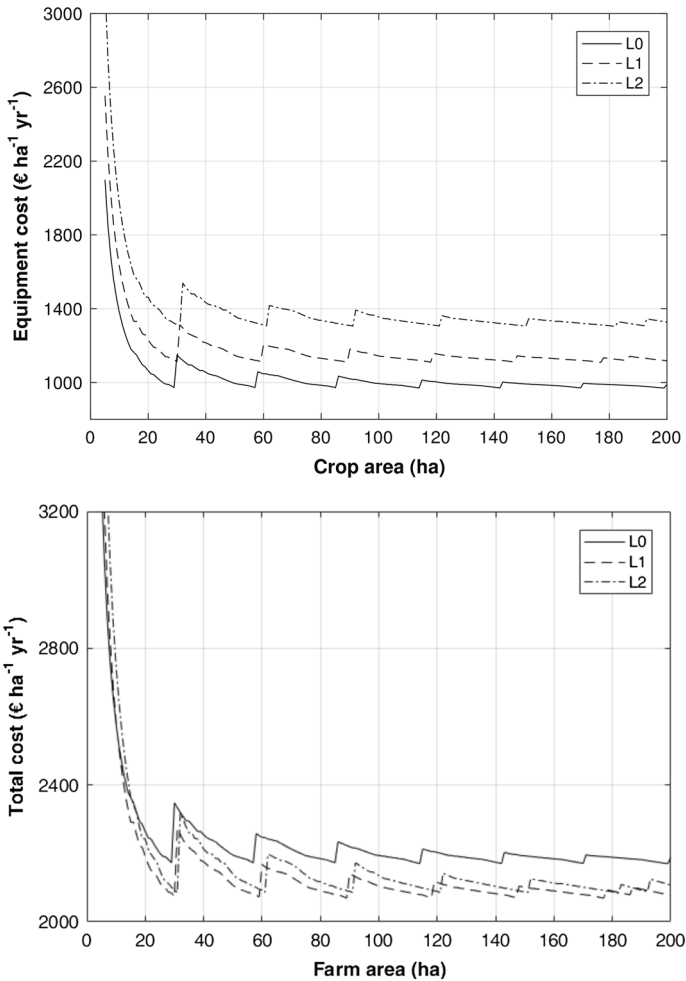 3000
2600
2200
1800
1400
1000
Equipment cost (€ ha⁻¹ yr⁻¹)
L0
L1
L2
0 20 40 60 80 100 120 140 160 180 200
Crop area (ha)
3200
2800
2400
2000
Total cost (€ ha⁻¹ yr⁻¹)
L0
L1
L2
0 20 40 60 80 100 120 140 160 180 200
Farm area (ha)